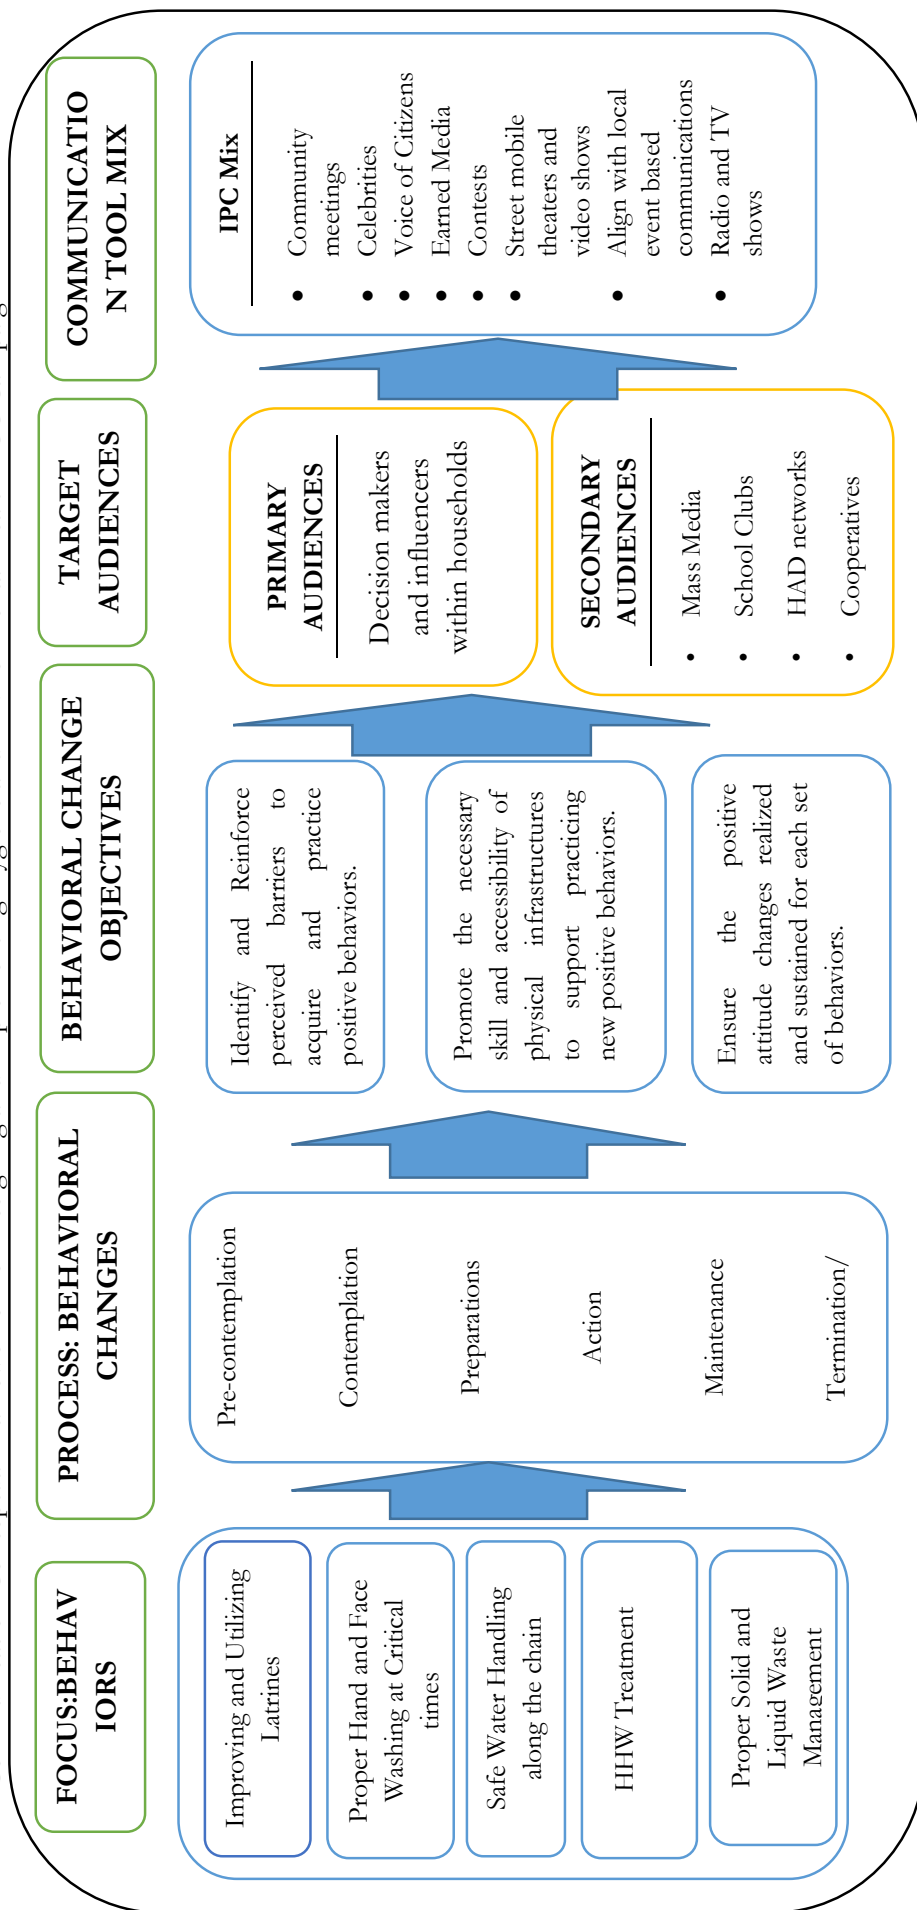 FOCUS:BEHAV
IORS
Improving and Utilizing
Latrines
Proper Hand and Face
Washing at Critical
times
Safe Water Handling
along the chain
HHW Treatment
Proper Solid and
Liquid Waste
Management
PROCESS: BEHAVIORAL
CHANGES
Pre-contemplation
Contemplation
Preparations
Action
Maintenance
Termination/
BEHAVIORAL CHANGE
OBJECTIVES
Identify and Reinforce
perceived barriers to
acquire and practice
positive behaviors.
Promote the necessary
skill and accessibility of
physical infrastructures
to support practicing
new positive behaviors.
Ensure the positive
attitude changes realized
and sustained for each set
of behaviors.
TARGET
AUDIENCES
PRIMARY
AUDIENCES
Decision makers
and influencers
within households
SECONDARY
AUDIENCES
• Mass Media
• School Clubs
• HAD networks
• Cooperatives
COMMUNICATIO
N TOOL MIX
IPC Mix
• Community
meetings
• Celebrities
• Voice of Citizens
• Earned Media
• Contests
• Street mobile
theaters and
video shows
• Align with local
event based
communications
• Radio and TV
shows